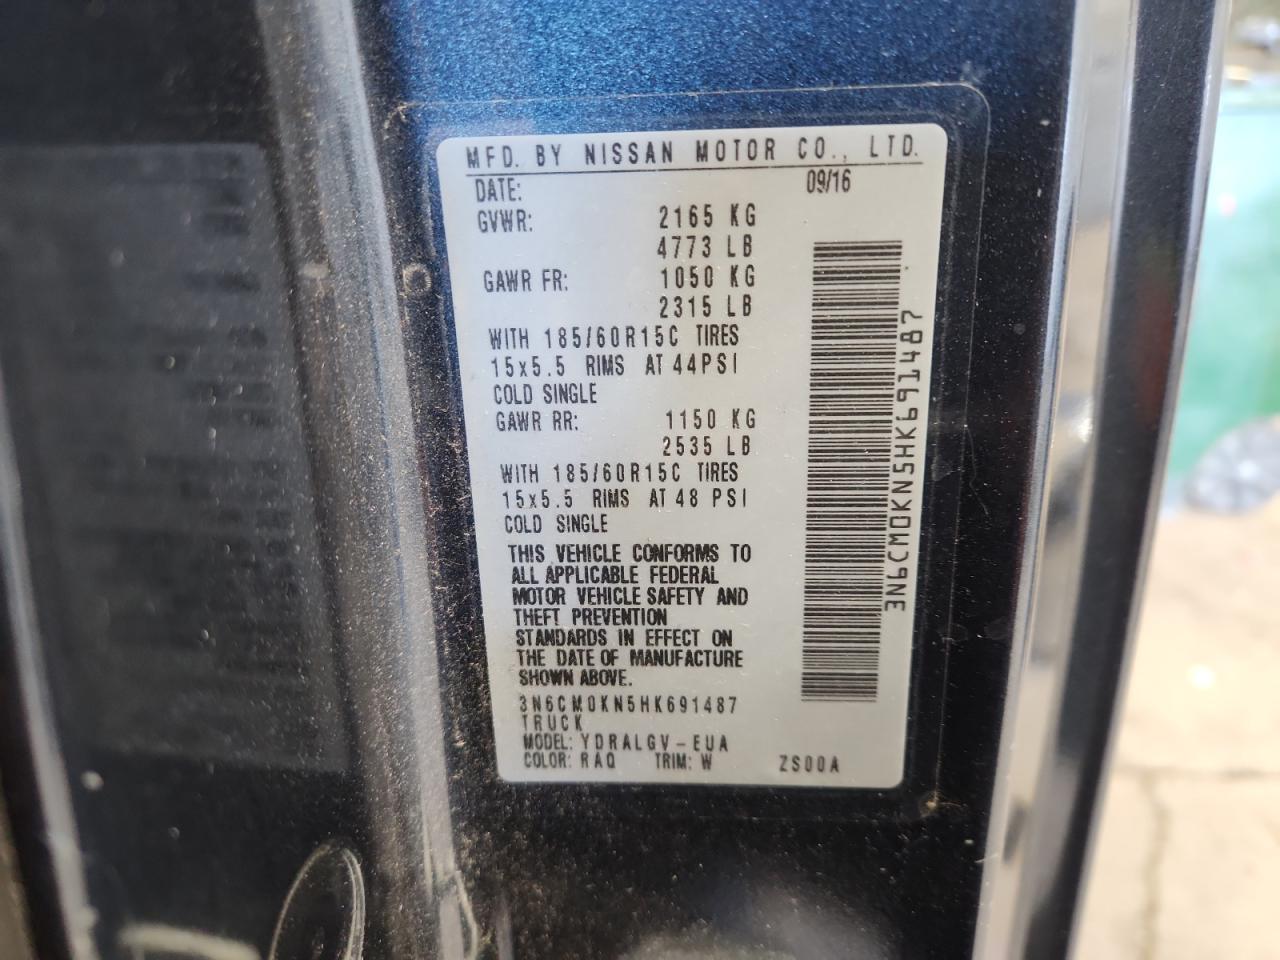 MFD. BY NISSAN MOTOR CO., LTD.
DATE: 09/16
GVWR: 2165 KG
4773 LB
GAWR FR: 1050 KG
2315 LB
WITH 185/60R15C TIRES
15x5.5 RIMS AT 44PSI
COLD SINGLE
GAWR RR: 1150 KG
2535 LB
WITH 185/60R15C TIRES
15x5.5 RIMS AT 48 PSI
COLD SINGLE
THIS VEHICLE CONFORMS TO
ALL APPLICABLE FEDERAL
MOTOR VEHICLE SAFETY AND
THEFT PREVENTION
STANDARDS IN EFFECT ON
THE DATE OF MANUFACTURE
SHOWN ABOVE.
3N6CM0KN5HK691487
TRUCK
MODEL: YDRALGV-EUA
COLOR: RAQ TRIM: W ZS00A
3N6CM0KN5HK691487